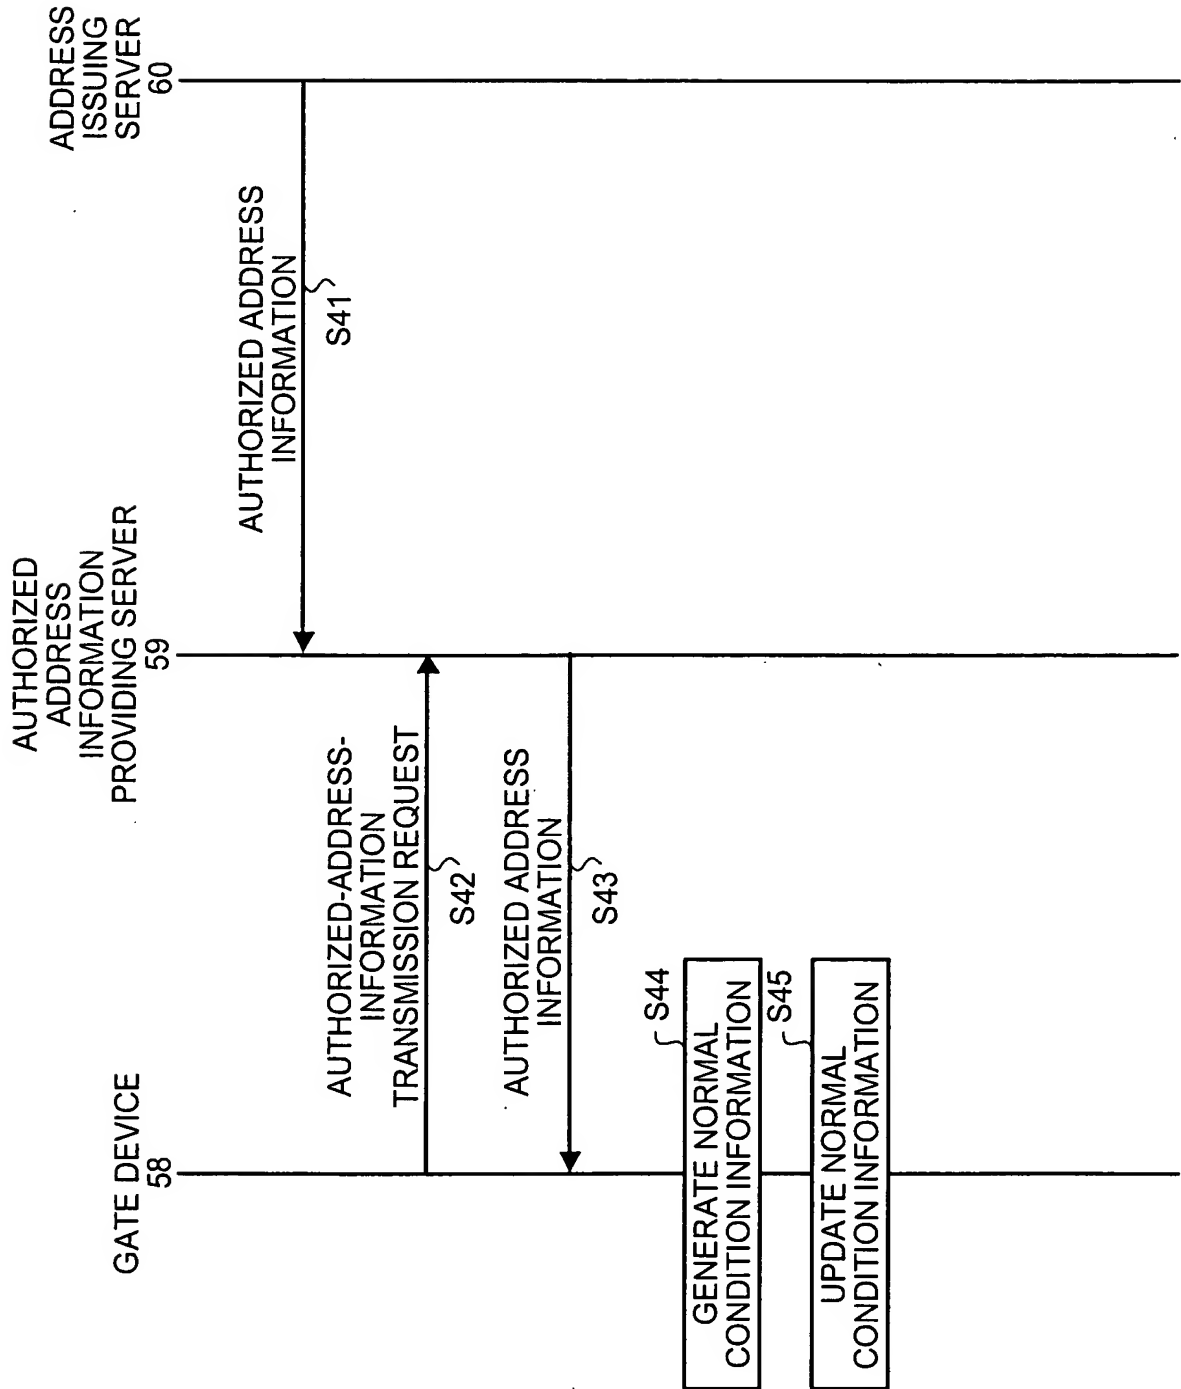 GATE DEVICE
58
AUTHORIZED
ADDRESS
INFORMATION
PROVIDING SERVER
59
ADDRESS
ISSUING
SERVER
60
AUTHORIZED ADDRESS
INFORMATION
S41
AUTHORIZED-ADDRESS-
INFORMATION
TRANSMISSION REQUEST
S42
AUTHORIZED ADDRESS
INFORMATION
S43
S44
GENERATE NORMAL
CONDITION INFORMATION
S45
UPDATE NORMAL
CONDITION INFORMATION